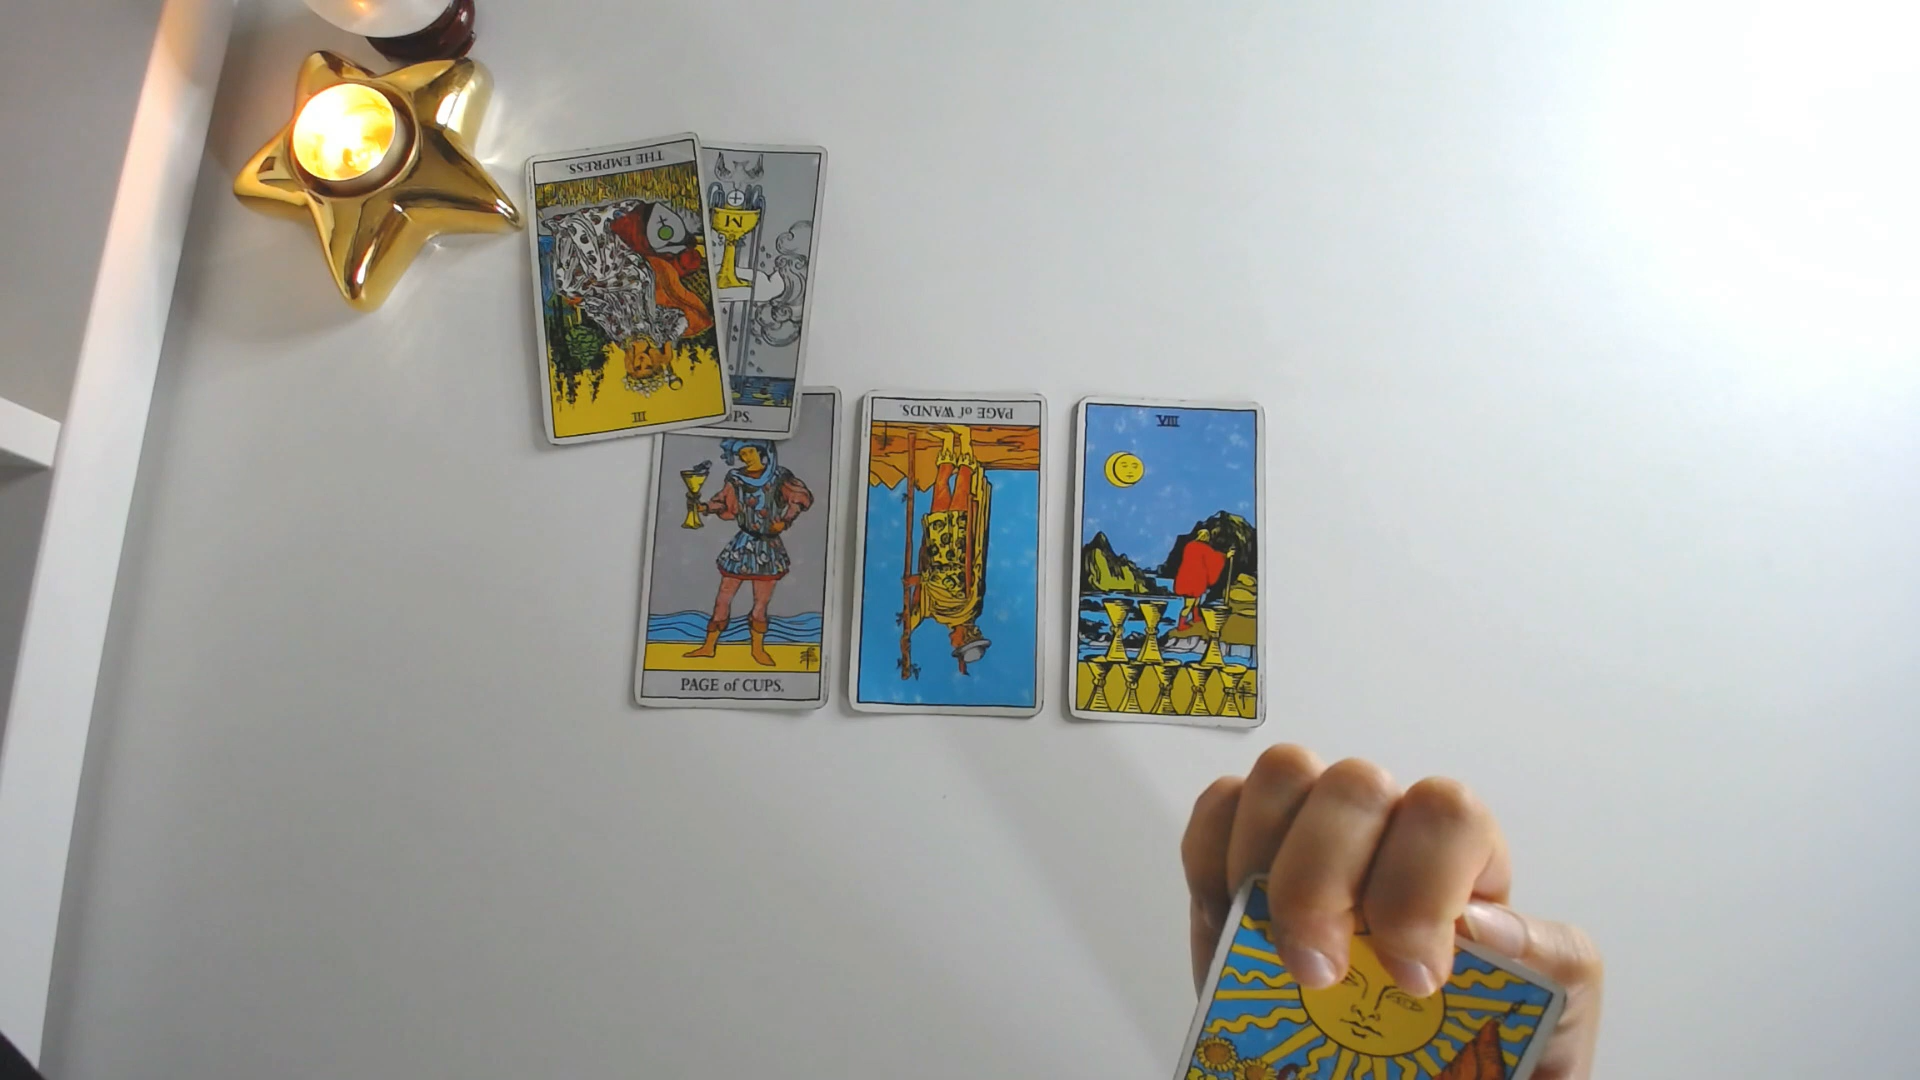 THE EMPRESS.
III
M
PS.
PAGE of CUPS.
PAGE of WANDS.
VIII